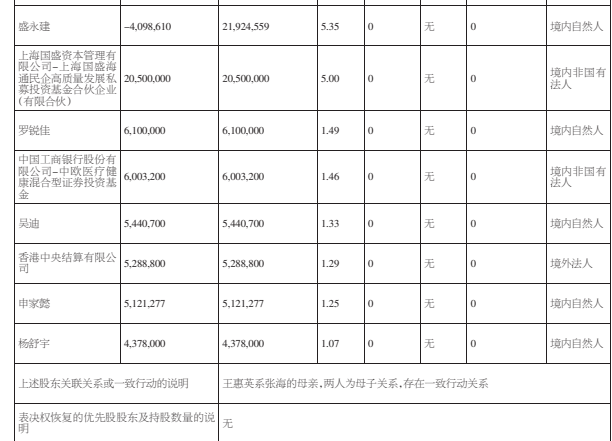 盛永建 -4,098,610 21,924,559 5.35 0 无 0 境内自然人
上海国盛资本管理有
限公司-上海国盛海
通民企高质量发展私
募投资基金合伙企业
(有限合伙) 20,500,000 20,500,000 5.00 0 无 0 境内非国有
法人
罗锐佳 6,100,000 6,100,000 1.49 0 无 0 境内自然人
中国工商银行股份有
限公司-中欧医疗健
康混合型证券投资基
金 6,003,200 6,003,200 1.46 0 无 0 境内非国有
法人
吴迪 5,440,700 5,440,700 1.33 0 无 0 境内自然人
香港中央结算有限公
司 5,288,800 5,288,800 1.29 0 无 0 境外法人
申家懿 5,121,277 5,121,277 1.25 0 无 0 境内自然人
杨舒宇 4,378,000 4,378,000 1.07 0 无 0 境内自然人
上述股东关联关系或一致行动的说明 王惠英系张海的母亲,两人为母子关系,存在一致行动关系
表决权恢复的优先股股东及持股数量的说
明 无